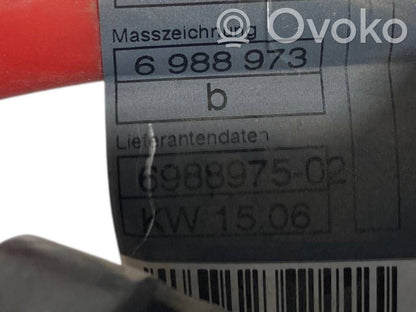 Ovoko
Masszeichnung
6 988 973
b
Lieferantendaten
6988975-02
KW 15.06